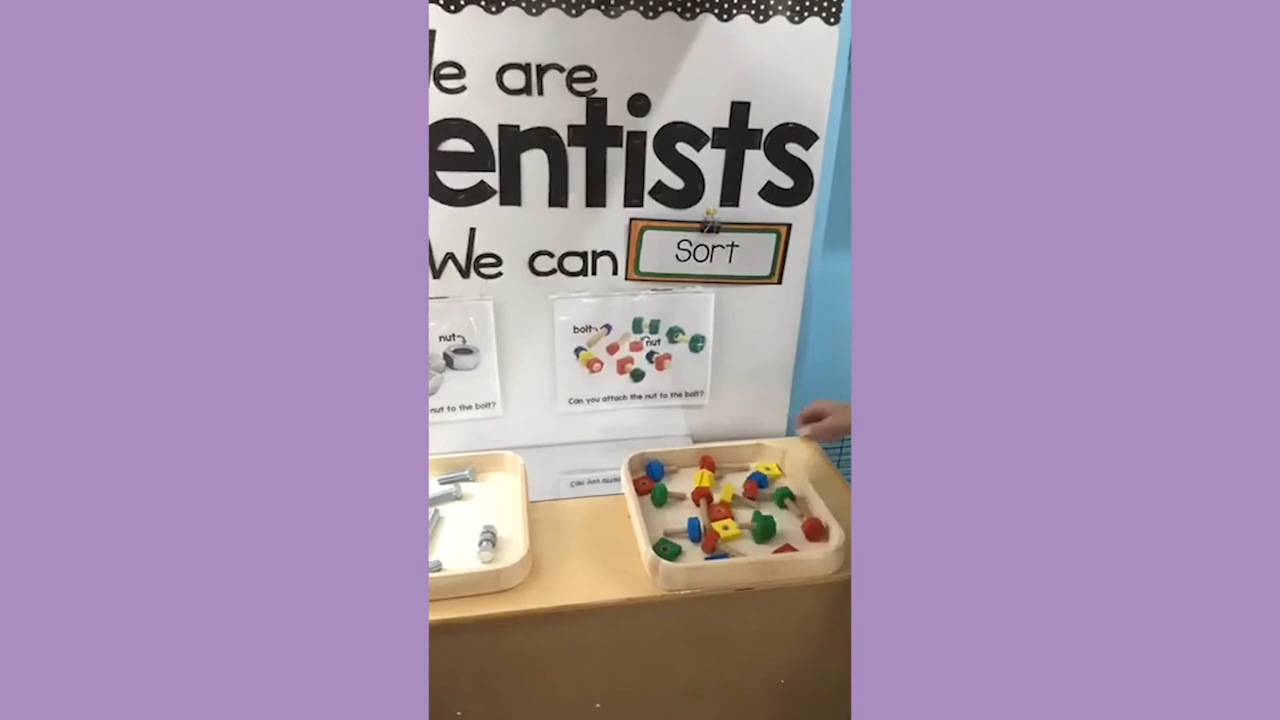 e are
entists
We can
Sort
nut
nut to the bolt?
bolt
nut
Can you attach the nut to the bolt?